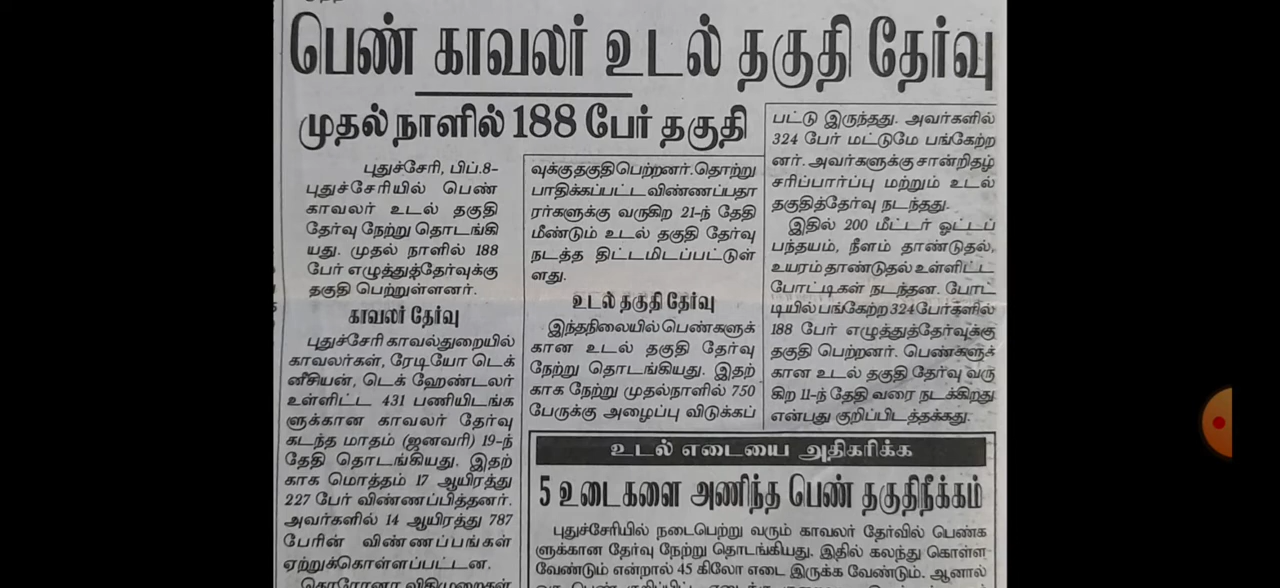 பெண் காவலர் உடல் தகுதி தேர்வு
முதல் நாளில் 188 பேர் தகுதி
புதுச்சேரி, பிப்.8-
புதுச்சேரியில் பெண்
காவலர் உடல் தகுதி
தேர்வு நேற்று தொடங்கி
யது. முதல் நாளில் 188
பேர் எழுத்துத்தேர்வுக்கு
தகுதி பெற்றுள்ளனர்.
காவலர் தேர்வு
புதுச்சேரி காவல்துறையில்
காவலர்கள், ரேடியோ டெக்
னீசியன், டெக் ஹேண்டலர்
உள்ளிட்ட 431 பணியிடங்க
ளுக்கான காவலர் தேர்வு
கடந்த மாதம் (ஜனவரி) 19-ந்
தேதி தொடங்கியது. இதற்
காக மொத்தம் 17 ஆயிரத்து
227 பேர் விண்ணப்பித்தனர்.
அவர்களில் 14 ஆயிரத்து 787
பேரின் விண்ணப்பங்கள்
ஏற்றுக்கொள்ளப்பட்டன.
கொரோனா விதிமுறைகள்
வுக்கு தகுதிபெற்றனர். தொற்று
பாதிக்கப்பட்ட விண்ணப்பதா
ரர்களுக்கு வருகிற 21-ந் தேதி
மீண்டும் உடல் தகுதி தேர்வு
நடத்த திட்டமிடப்பட்டுள்
ளது.
உடல் தகுதி தேர்வு
இந்தநிலையில் பெண்களுக்
கான உடல் தகுதி தேர்வு
நேற்று தொடங்கியது. இதற்
காக நேற்று முதல்நாளில் 750
பேருக்கு அழைப்பு விடுக்கப்
பட்டு இருந்தது. அவர்களில்
324 பேர் மட்டுமே பங்கேற்ற
னர். அவர்களுக்கு சான்றிதழ்
சரிப்பார்ப்பு மற்றும் உடல்
தகுதித்தேர்வு நடந்தது.
இதில் 200 மீட்டர் ஓட்டப்
பந்தயம், நீளம் தாண்டுதல்,
உயரம் தாண்டுதல் உள்ளிட்ட
போட்டிகள் நடந்தன. போட்
டியில் பங்கேற்ற 324 பேர்களில்
188 பேர் எழுத்துத்தேர்வுக்கு
தகுதி பெற்றனர். பெண்களுக்
கான உடல் தகுதி தேர்வு வரு
கிற 11-ந் தேதி வரை நடக்கிறது
என்பது குறிப்பிடத்தக்கது.
உடல் எடையை அதிகரிக்க
5 உடைகளை அணிந்த பெண் தகுதிநீக்கம்
புதுச்சேரியில் நடைபெற்று வரும் காவலர் தேர்வில் பெண்க
ளுக்கான தேர்வு நேற்று தொடங்கியது. இதில் கலந்து கொள்ள
வேண்டும் என்றால் 45 கிலோ எடை இருக்க வேண்டும். ஆனால்